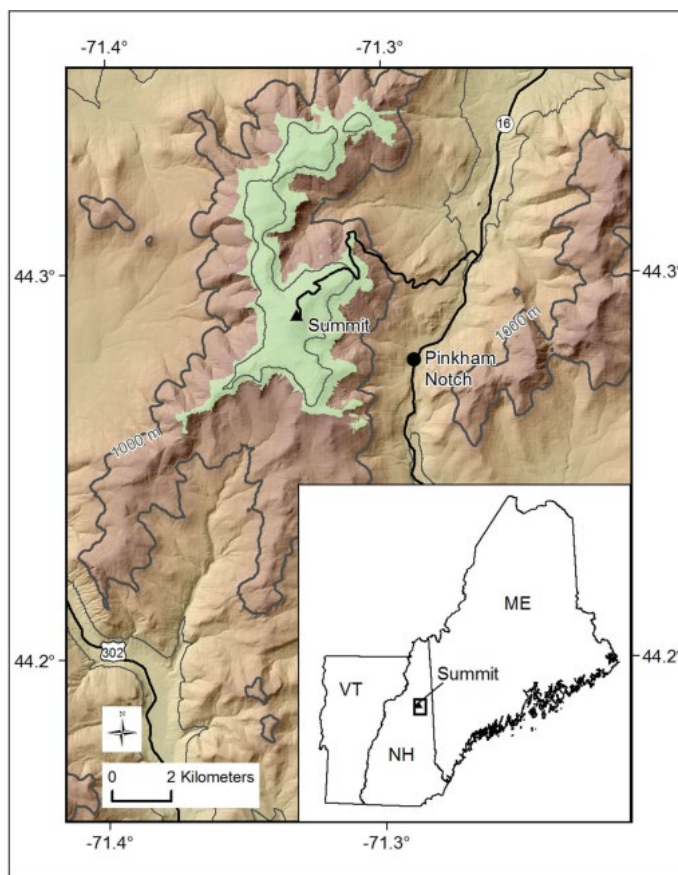 -71.4°
-71.3°
16
44.3°
44.3°
Summit
1000 m
Pinkham
Notch
1000 m
ME
44.2°
44.2°
302
VT
Summit
N
NH
0 2 Kilometers
-71.4°
-71.3°